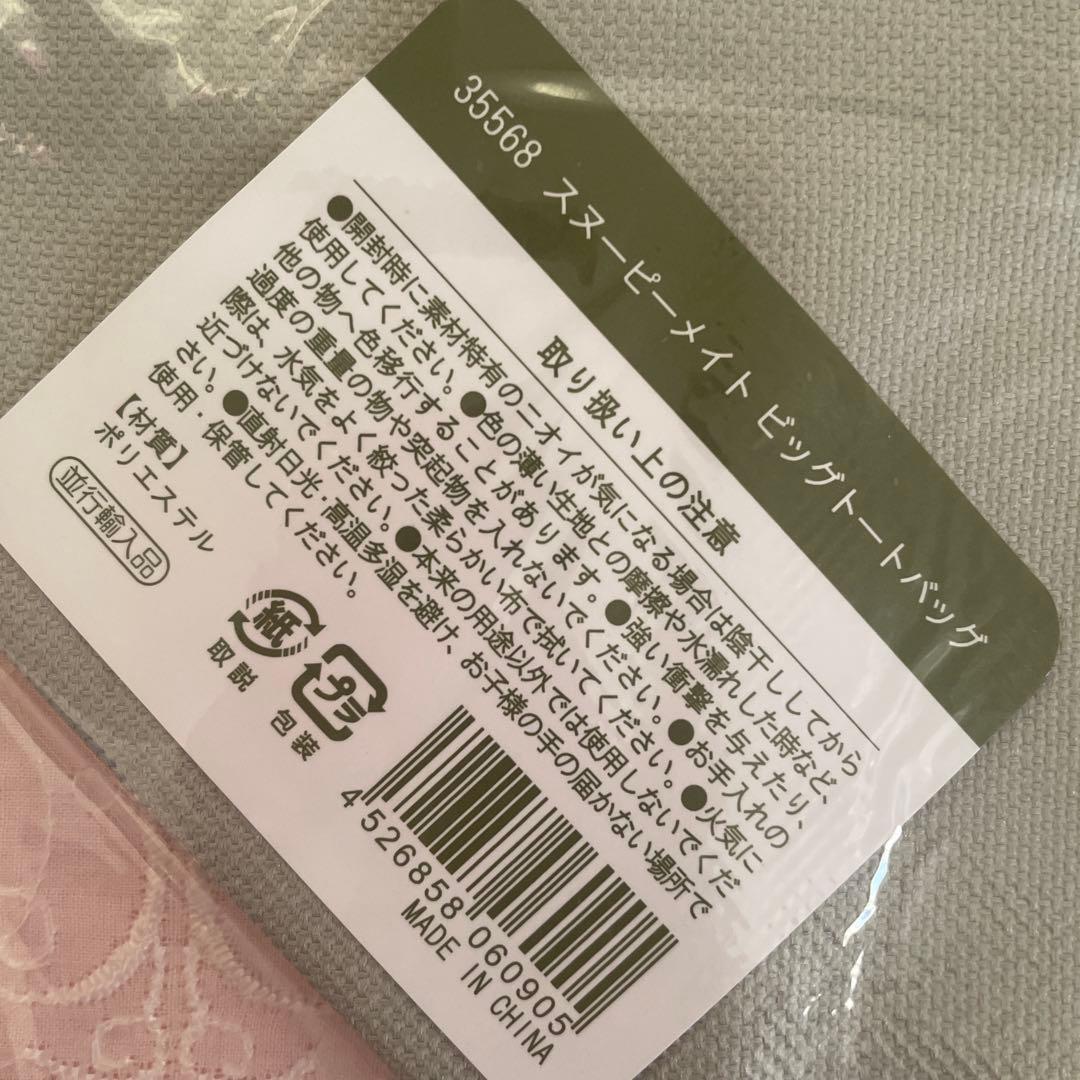 35568 スヌーピーメイト ビッグトートバッグ
取り扱い上の注意
●開封時に素材特有のニオイが気になる場合は陰干ししてから
使用してください。●色の薄い生地との摩擦や水濡れした時など、
他の物へ色移行することがあります。●強い衝撃を与えたり、
過度の重量の物や突起物を入れないでください。●お手入れの
際は、水気をよく絞った柔らかい布で拭いてください。●火気に
近づけないでください。●本来の用途以外では使用しないでくだ
さい。●直射日光・高温多湿を避け、お子様の手の届かない場所で
使用・保管してください。
【材質】
ポリエステル
並行輸入品
紙
取説
プラ
包装
4 526858 060905
MADE IN CHINA